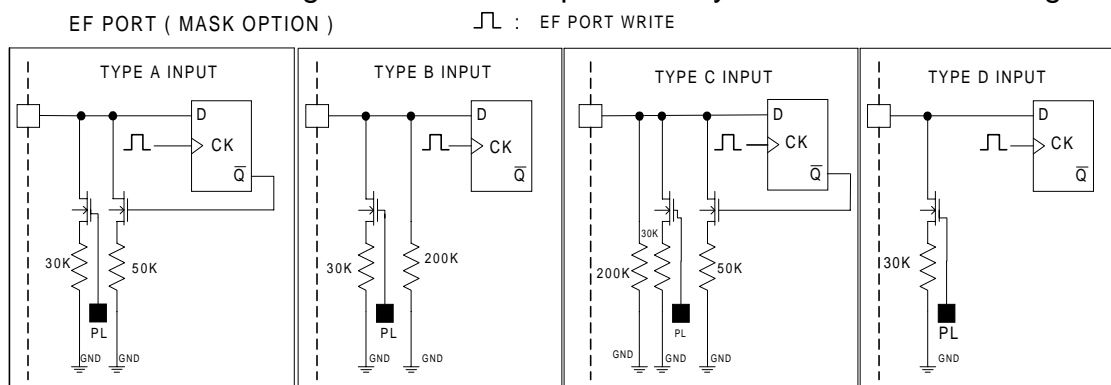 EF PORT ( MASK OPTION ) : EF PORT WRITE
TYPE A INPUT
D
CK
Q
30K
50K
PL
GND
GND
TYPE B INPUT
D
CK
Q
30K
200K
PL
GND
GND
TYPE C INPUT
D
CK
Q
30K
200K
50K
PL
GND
GND
GND
TYPE D INPUT
D
CK
Q
30K
PL
GND